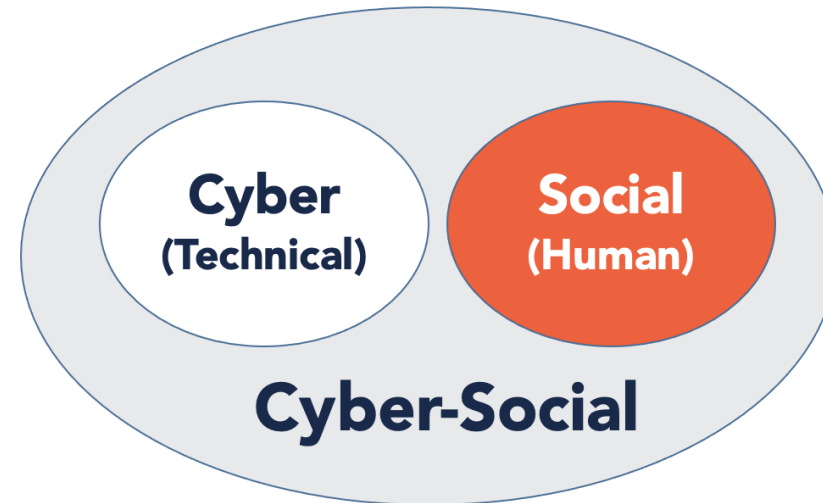 Cyber
(Technical)
Social
(Human)
Cyber-Social